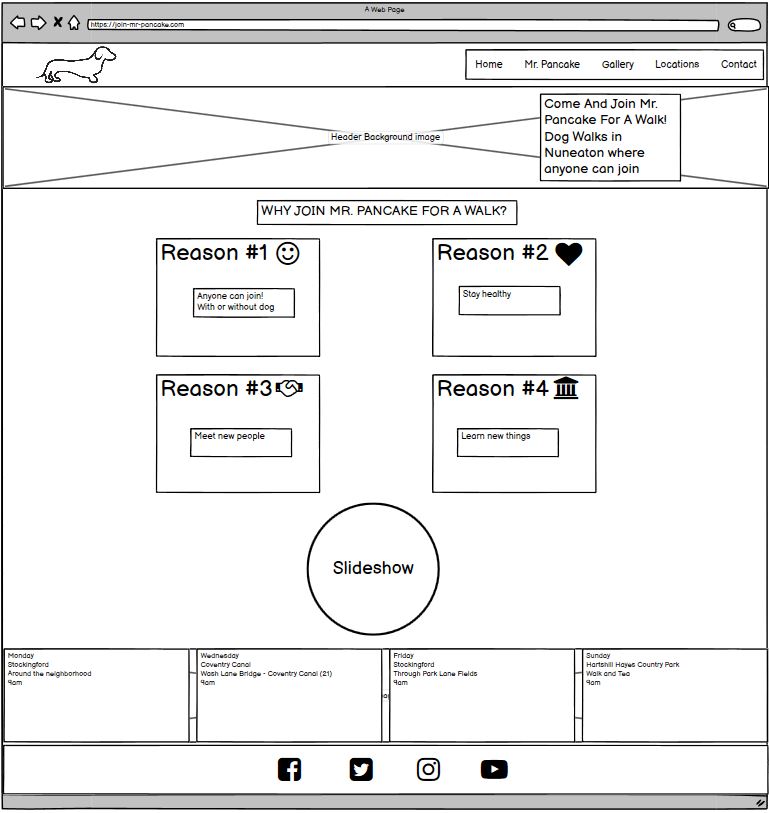 A Web Page
https://join-mr-pancake.com
Home Mr. Pancake Gallery Locations Contact
Header Background image
Come And Join Mr.
Pancake For A Walk!
Dog Walks in
Nuneaton where
anyone can join
WHY JOIN MR. PANCAKE FOR A WALK?
Reason #1
Anyone can join!
With or without dog
Reason #2
Stay healthy
Reason #3
Meet new people
Reason #4
Learn new things
Slideshow
Monday
Stockingford
Around the neighborhood
9am
Wednesday
Coventry Canal
Wash Lane Bridge - Coventry Canal (21)
9am
Friday
Stockingford
Through Park Lane Fields
9am
Sunday
Hartshill Hayes Country Park
Walk and Tea
9am